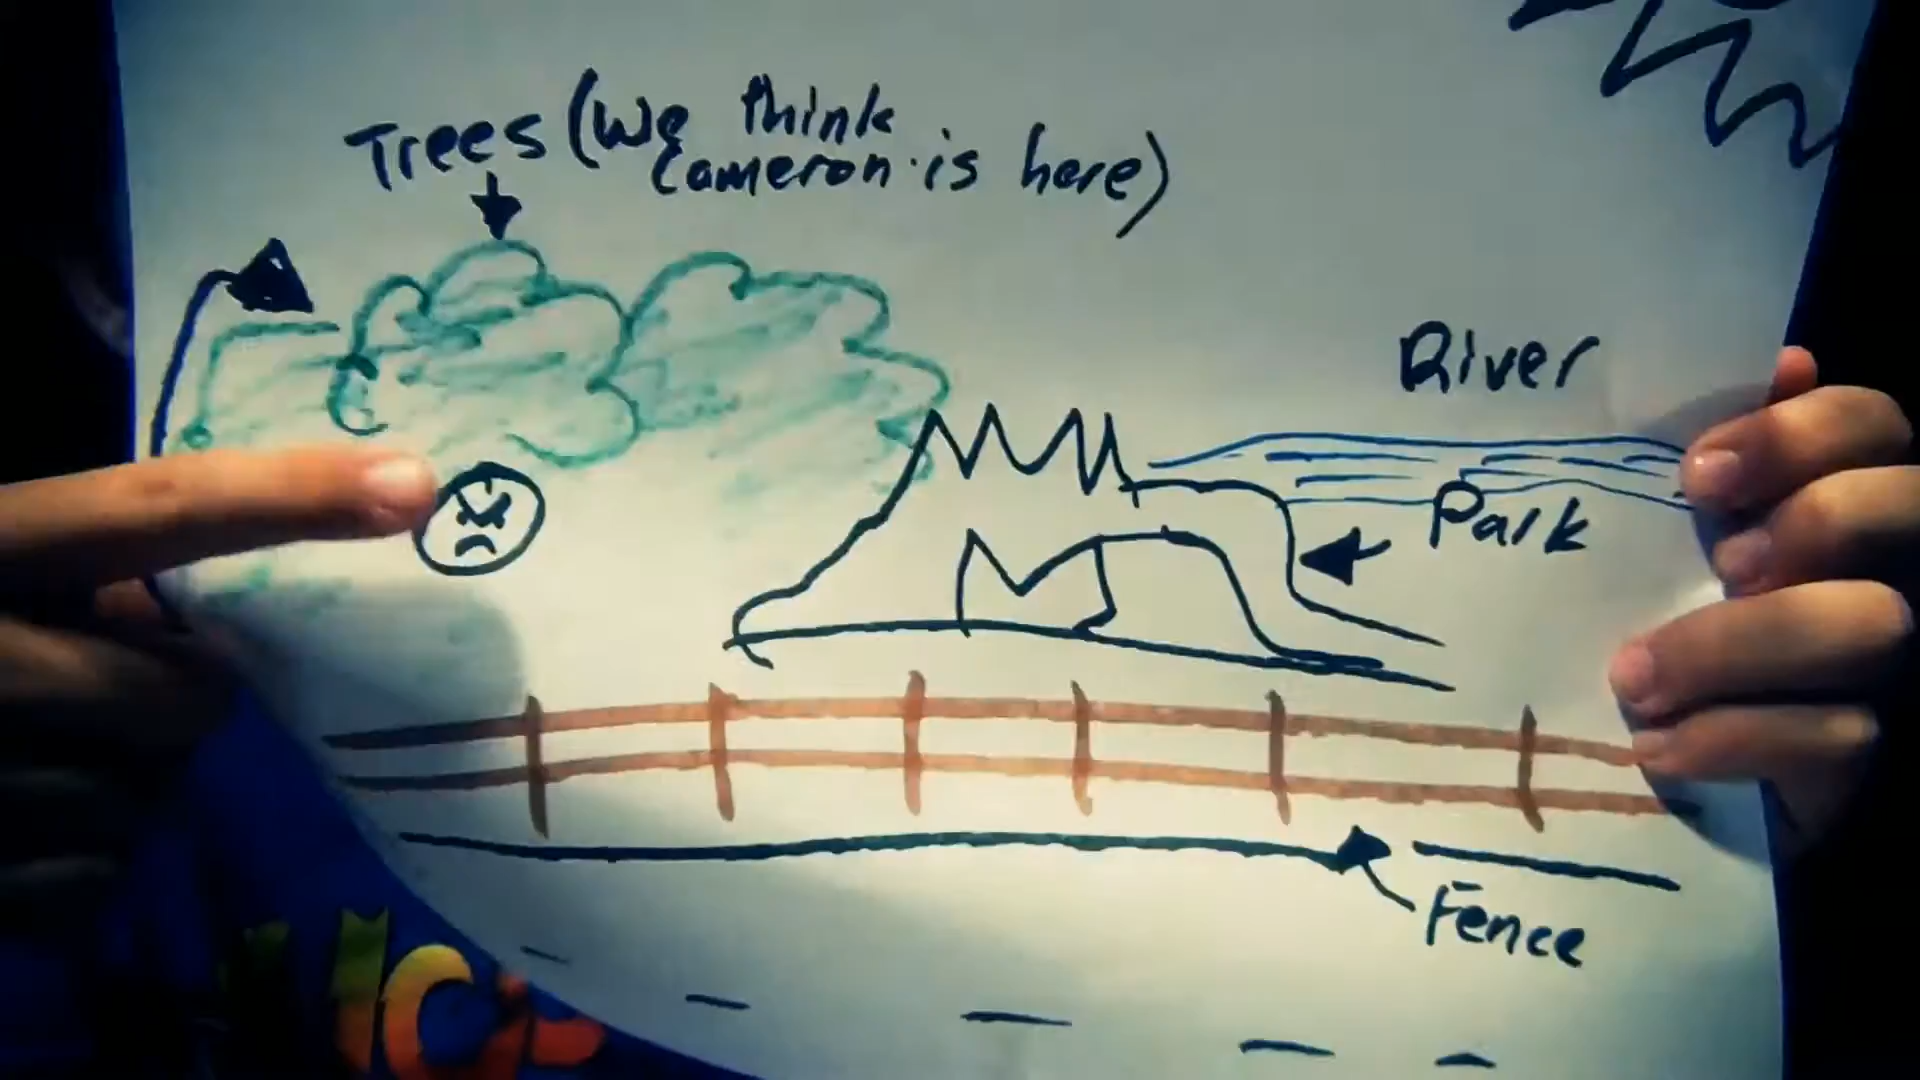 Trees (We think
Cameron is here)
River
Park
Fence